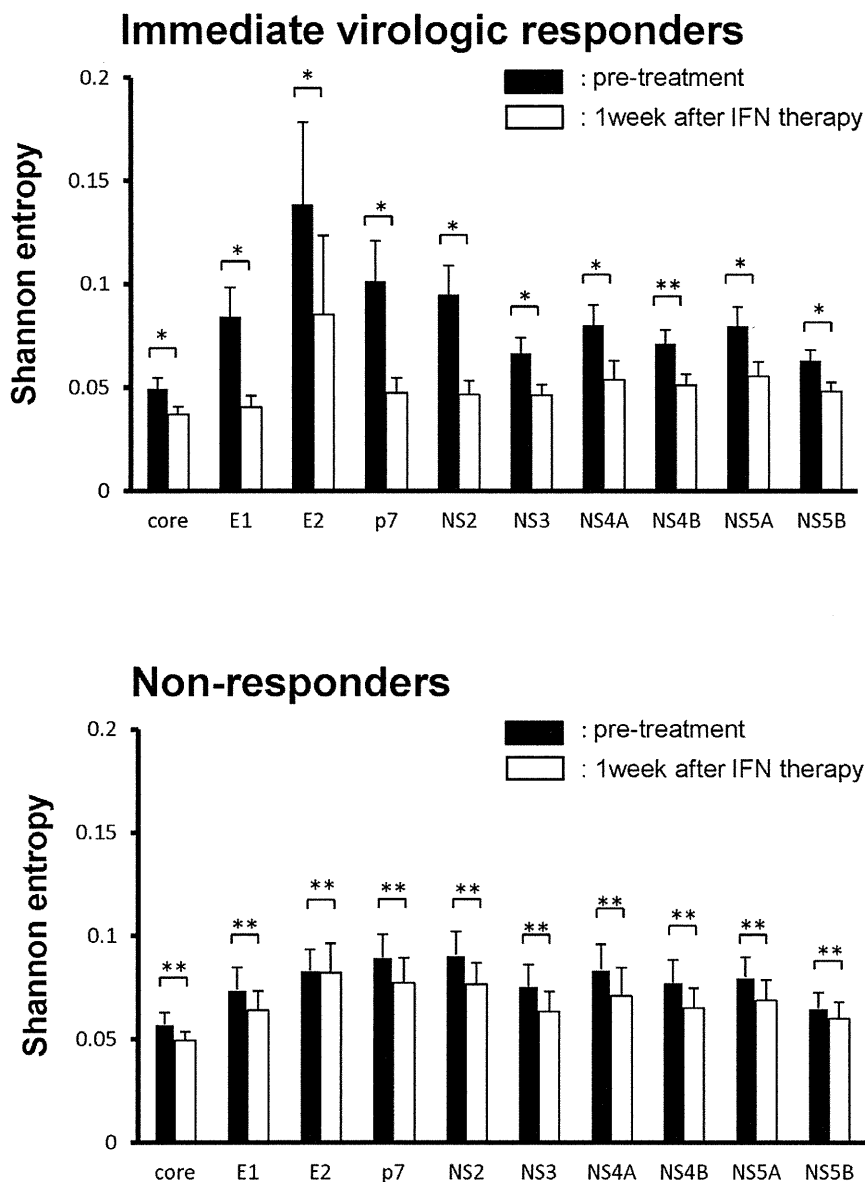 Immediate virologic responders
0.2
0.15
0.1
0.05
0
Shannon entropy
: pre-treatment
: 1week after IFN therapy
* * * * * * * ** * *
core E1 E2 p7 NS2 NS3 NS4A NS4B NS5A NS5B
Non-responders
0.2
0.15
0.1
0.05
0
Shannon entropy
: pre-treatment
: 1week after IFN therapy
** ** ** ** ** ** ** ** ** **
core E1 E2 p7 NS2 NS3 NS4A NS4B NS5A NS5B